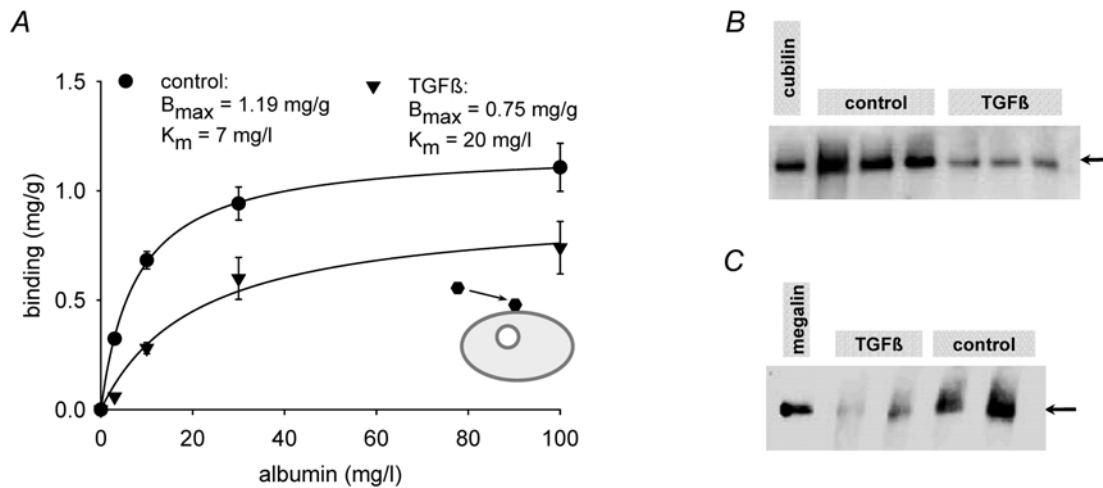 A
control:
Bmax = 1.19 mg/g
Km = 7 mg/l
TGFß:
Bmax = 0.75 mg/g
Km = 20 mg/l
1.5
1.0
0.5
0.0
binding (mg/g)
0 20 40 60 80 100
albumin (mg/l)
B
cubilin
control TGFß
C
megalin
TGFß control